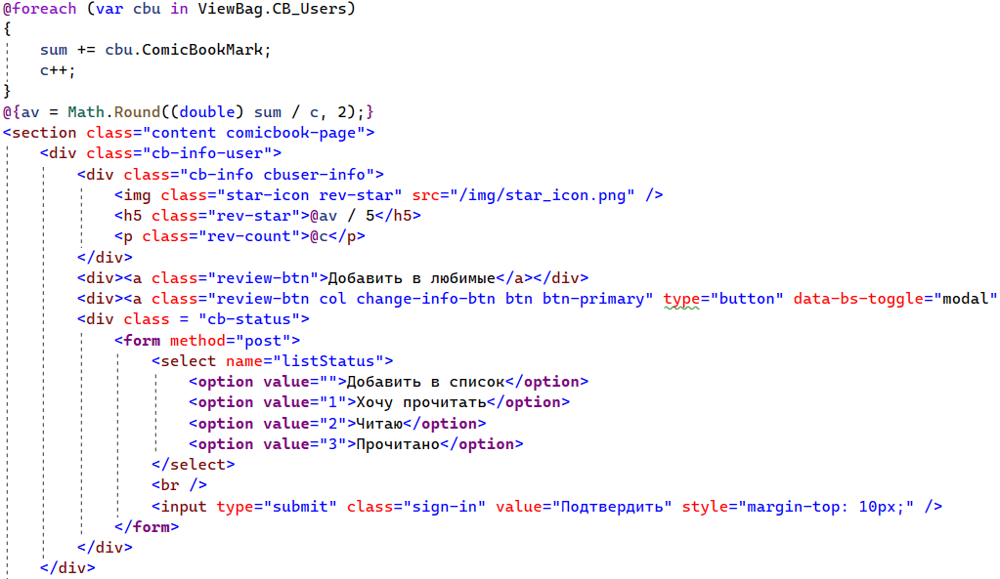 @foreach (var cbu in ViewBag.CB_Users)
{
    sum += cbu.ComicBookMark;
    c++;
}
@{av = Math.Round((double) sum / c, 2);}
<section class="content comicbook-page">
    <div class="cb-info-user">
        <div class="cb-info cbuser-info">
            <img class="star-icon rev-star" src="/img/star_icon.png" />
            <h5 class="rev-star">@av / 5</h5>
            <p class="rev-count">@c</p>
        </div>
        <div><a class="review-btn">Добавить в любимые</a></div>
        <div><a class="review-btn col change-info-btn btn btn-primary" type="button" data-bs-toggle="modal"
        <div class = "cb-status">
            <form method="post">
                <select name="listStatus">
                    <option value="">Добавить в список</option>
                    <option value="1">Хочу прочитать</option>
                    <option value="2">Читаю</option>
                    <option value="3">Прочитано</option>
                </select>
                <br />
                <input type="submit" class="sign-in" value="Подтвердить" style="margin-top: 10px;" />
            </form>
        </div>
    </div>